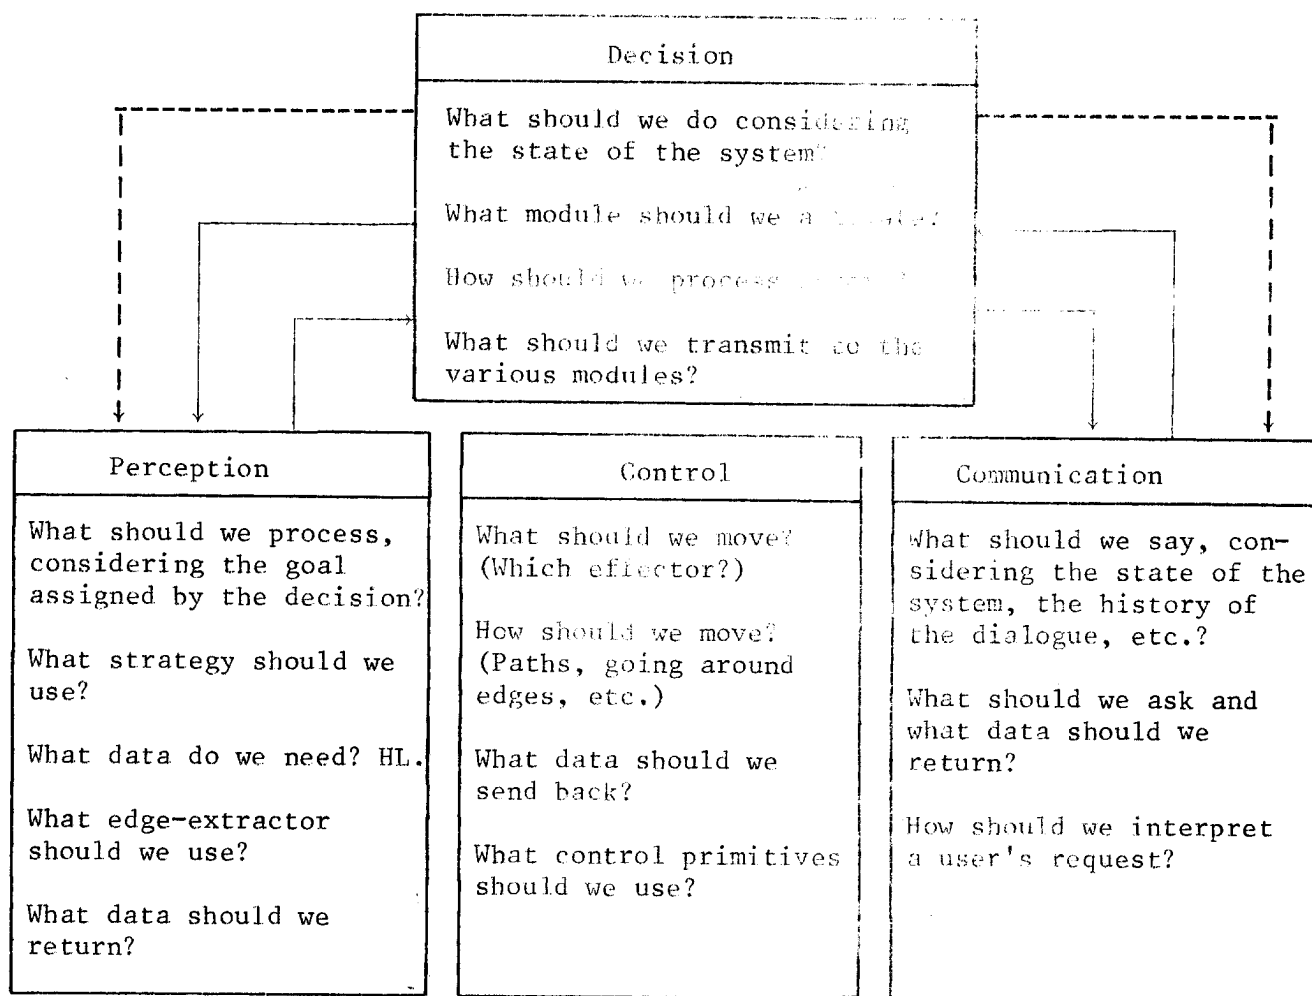 Decision
What should we do considering
the state of the system?
What module should we
How should we process
What should we transmit to the
various modules?
Perception
What should we process,
considering the goal
assigned by the decision?
What strategy should we
use?
What data do we need? HL.
What edge-extractor
should we use?
What data should we
return?
Control
What should we move?
(Which effector?)
How should we move?
(Paths, going around
edges, etc.)
What data should we
send back?
What control primitives
should we use?
Communication
What should we say, con-
sidering the state of the
system, the history of
the dialogue, etc.?
What should we ask and
what data should we
return?
How should we interpret
a user's request?